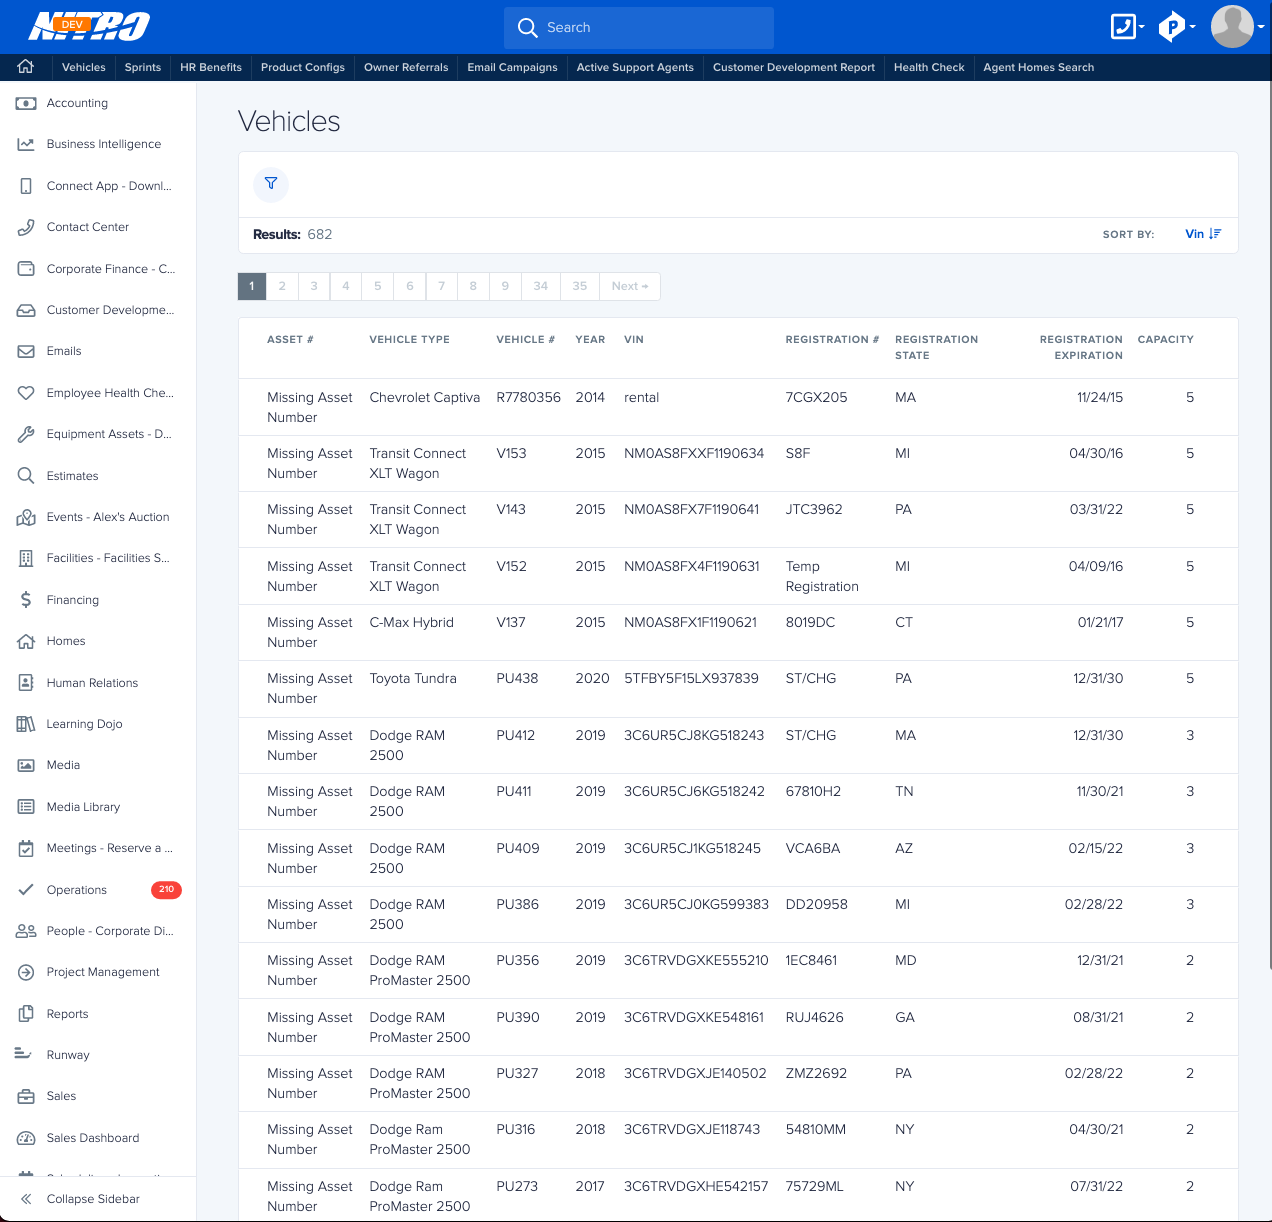 NITRO
DEV
Search
Vehicles
Sprints
HR Benefits
Product Configs
Owner Referrals
Email Campaigns
Active Support Agents
Customer Development Report
Health Check
Agent Homes Search
Accounting
Business Intelligence
Connect App - Downl...
Contact Center
Corporate Finance - C...
Customer Developme...
Emails
Employee Health Che...
Equipment Assets - D...
Estimates
Events - Alex's Auction
Facilities - Facilities S...
Financing
Homes
Human Relations
Learning Dojo
Media
Media Library
Meetings - Reserve a ...
Operations 210
People - Corporate Di...
Project Management
Reports
Runway
Sales
Sales Dashboard
Collapse Sidebar
Vehicles
Results: 682
SORT BY: Vin
1 2 3 4 5 6 7 8 9 34 35 Next →
ASSET # VEHICLE TYPE VEHICLE # YEAR VIN REGISTRATION # REGISTRATION REGISTRATION CAPACITY
STATE EXPIRATION
Missing Asset Chevrolet Captiva R7780356 2014 rental 7CGX205 MA 11/24/15 5
Number
Missing Asset Transit Connect V153 2015 NM0AS8FXXF1190634 S8F MI 04/30/16 5
Number XLT Wagon
Missing Asset Transit Connect V143 2015 NM0AS8FX7F1190641 JTC3962 PA 03/31/22 5
Number XLT Wagon
Missing Asset Transit Connect V152 2015 NM0AS8FX4F1190631 Temp MI 04/09/16 5
Number XLT Wagon Registration
Missing Asset C-Max Hybrid V137 2015 NM0AS8FX1F1190621 8019DC CT 01/21/17 5
Number
Missing Asset Toyota Tundra PU438 2020 5TFBY5F15LX937839 ST/CHG PA 12/31/30 5
Number
Missing Asset Dodge RAM PU412 2019 3C6UR5CJ8KG518243 ST/CHG MA 12/31/30 3
Number 2500
Missing Asset Dodge RAM PU411 2019 3C6UR5CJ6KG518242 67810H2 TN 11/30/21 3
Number 2500
Missing Asset Dodge RAM PU409 2019 3C6UR5CJ1KG518245 VCA6BA AZ 02/15/22 3
Number 2500
Missing Asset Dodge RAM PU386 2019 3C6UR5CJ0KG599383 DD20958 MI 02/28/22 3
Number 2500
Missing Asset Dodge RAM PU356 2019 3C6TRVDGXKE555210 1EC8461 MD 12/31/21 2
Number ProMaster 2500
Missing Asset Dodge RAM PU390 2019 3C6TRVDGXKE548161 RUJ4626 GA 08/31/21 2
Number ProMaster 2500
Missing Asset Dodge RAM PU327 2018 3C6TRVDGXJE140502 ZMZ2692 PA 02/28/22 2
Number ProMaster 2500
Missing Asset Dodge Ram PU316 2018 3C6TRVDGXJE118743 54810MM NY 04/30/21 2
Number ProMaster 2500
Missing Asset Dodge Ram PU273 2017 3C6TRVDGXHE542157 75729ML NY 07/31/22 2
Number ProMaster 2500